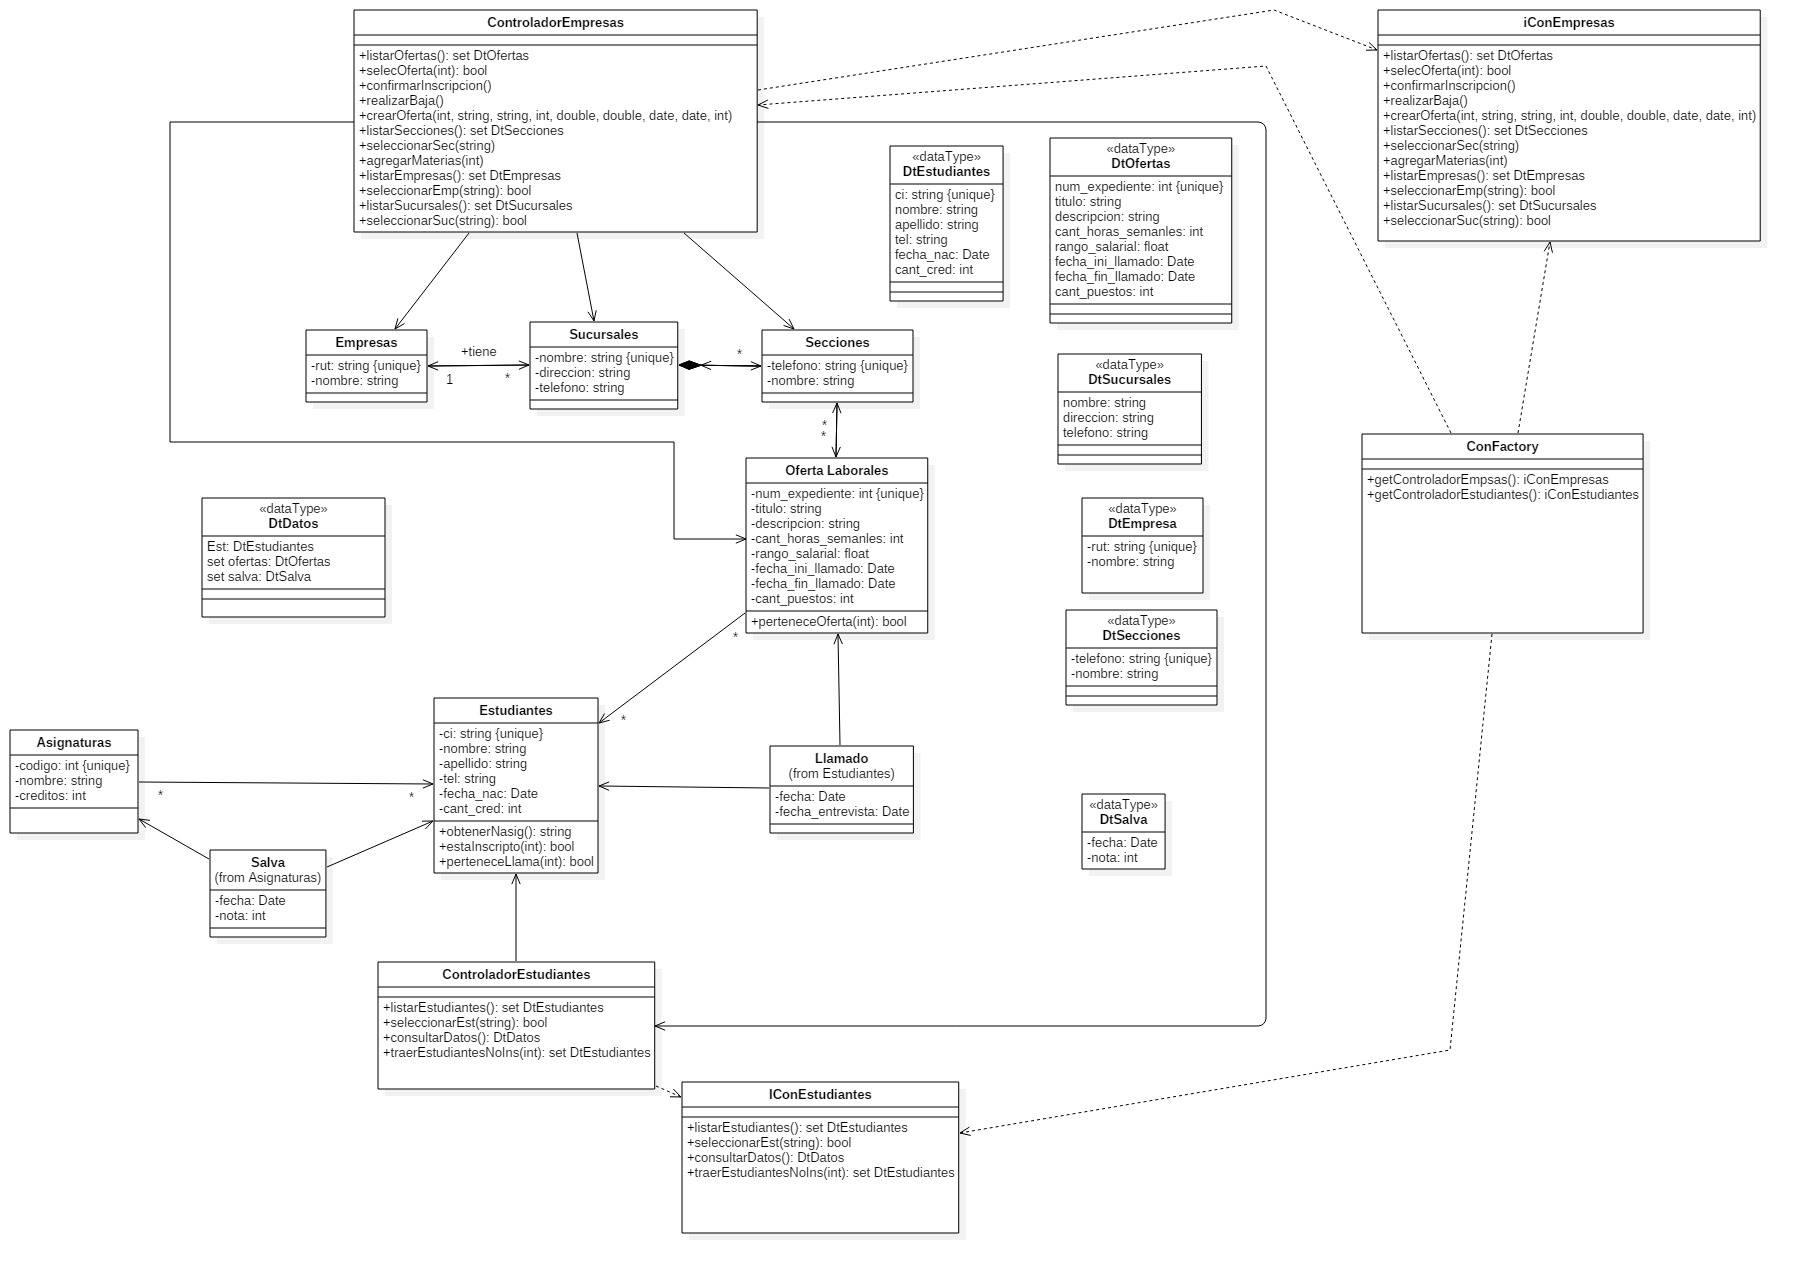 ControladorEmpresas
+listarOfertas(): set DtOfertas
+selecOferta(int): bool
+confirmarInscripcion()
+realizarBaja()
+crearOferta(int, string, string, int, double, double, date, date, int)
+listarSecciones(): set DtSecciones
+seleccionarSec(string)
+agregarMaterias(int)
+listarEmpresas(): set DtEmpresas
+seleccionarEmp(string): bool
+listarSucursales(): set DtSucursales
+seleccionarSuc(string): bool
iConEmpresas
+listarOfertas(): set DtOfertas
+selecOferta(int): bool
+confirmarInscripcion()
+realizarBaja()
+crearOferta(int, string, string, int, double, double, date, date, int)
+listarSecciones(): set DtSecciones
+seleccionarSec(string)
+agregarMaterias(int)
+listarEmpresas(): set DtEmpresas
+seleccionarEmp(string): bool
+listarSucursales(): set DtSucursales
+seleccionarSuc(string): bool
«dataType»
DtEstudiantes
ci: string {unique}
nombre: string
apellido: string
tel: string
fecha_nac: Date
cant_cred: int
«dataType»
DtOfertas
num_expediente: int {unique}
titulo: string
descripcion: string
cant_horas_semanles: int
rango_salarial: float
fecha_ini_llamado: Date
fecha_fin_llamado: Date
cant_puestos: int
Empresas
-rut: string {unique}
-nombre: string
+tiene
1
*
Sucursales
-nombre: string {unique}
-direccion: string
-telefono: string
*
Secciones
-telefono: string {unique}
-nombre: string
*
*
«dataType»
DtSucursales
nombre: string
direccion: string
telefono: string
ConFactory
+getControladorEmpsas(): iConEmpresas
+getControladorEstudiantes(): iConEstudiantes
Oferta Laborales
-num_expediente: int {unique}
-titulo: string
-descripcion: string
-cant_horas_semanles: int
-rango_salarial: float
-fecha_ini_llamado: Date
-fecha_fin_llamado: Date
-cant_puestos: int
+perteneceOferta(int): bool
*
*
«dataType»
DtDatos
Est: DtEstudiantes
set ofertas: DtOfertas
set salva: DtSalva
«dataType»
DtEmpresa
-rut: string {unique}
-nombre: string
«dataType»
DtSecciones
-telefono: string {unique}
-nombre: string
Estudiantes
-ci: string {unique}
-nombre: string
-apellido: string
-tel: string
-fecha_nac: Date
-cant_cred: int
+obtenerNasig(): string
+estaInscripto(int): bool
+perteneceLlama(int): bool
Asignaturas
-codigo: int {unique}
-nombre: string
-creditos: int
*
*
Llamado
(from Estudiantes)
-fecha: Date
-fecha_entrevista: Date
«dataType»
DtSalva
-fecha: Date
-nota: int
Salva
(from Asignaturas)
-fecha: Date
-nota: int
ControladorEstudiantes
+listarEstudiantes(): set DtEstudiantes
+seleccionarEst(string): bool
+consultarDatos(): DtDatos
+traerEstudiantesNoIns(int): set DtEstudiantes
IConEstudiantes
+listarEstudiantes(): set DtEstudiantes
+seleccionarEst(string): bool
+consultarDatos(): DtDatos
+traerEstudiantesNoIns(int): set DtEstudiantes